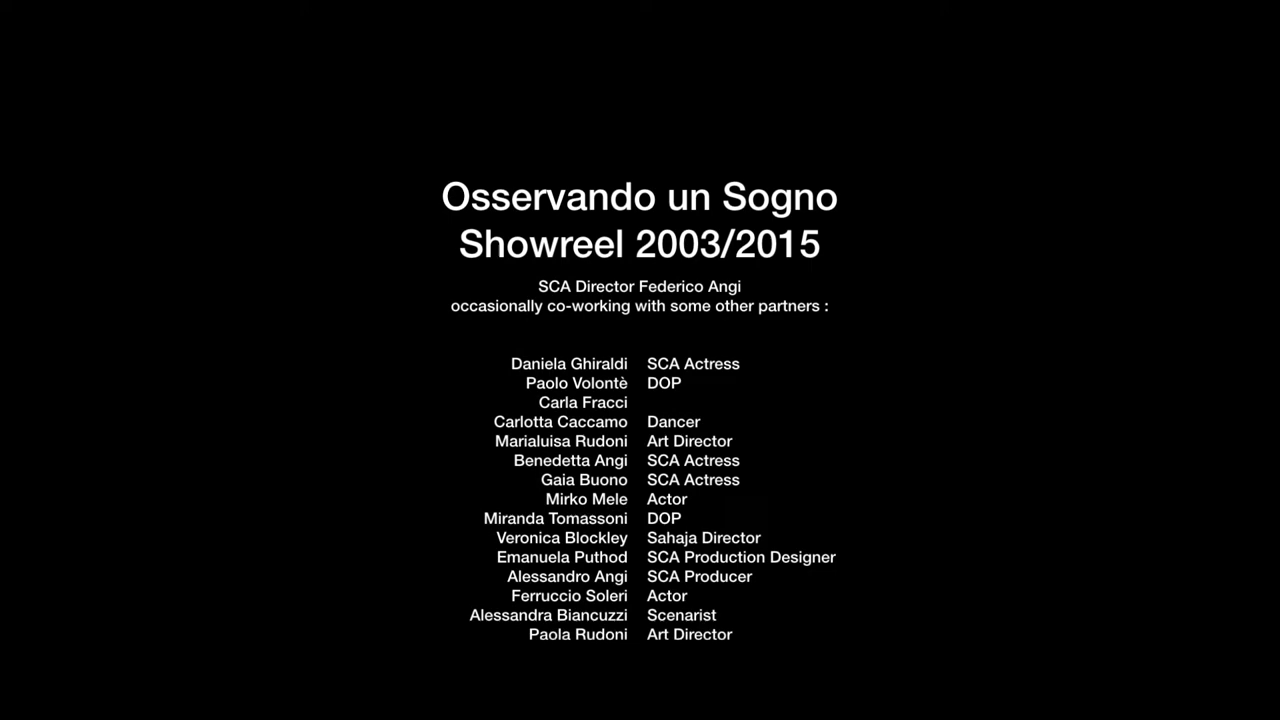 Osservando un Sogno
Showreel 2003/2015
SCA Director Federico Angi
occasionally co-working with some other partners :
Daniela Ghiraldi SCA Actress
Paolo Volontè DOP
Carla Fracci
Carlotta Caccamo Dancer
Marialuisa Rudoni Art Director
Benedetta Angi SCA Actress
Gaia Buono SCA Actress
Mirko Mele Actor
Miranda Tomassoni DOP
Veronica Blockley Sahaja Director
Emanuela Puthod SCA Production Designer
Alessandro Angi SCA Producer
Ferruccio Soleri Actor
Alessandra Biancuzzi Scenarist
Paola Rudoni Art Director